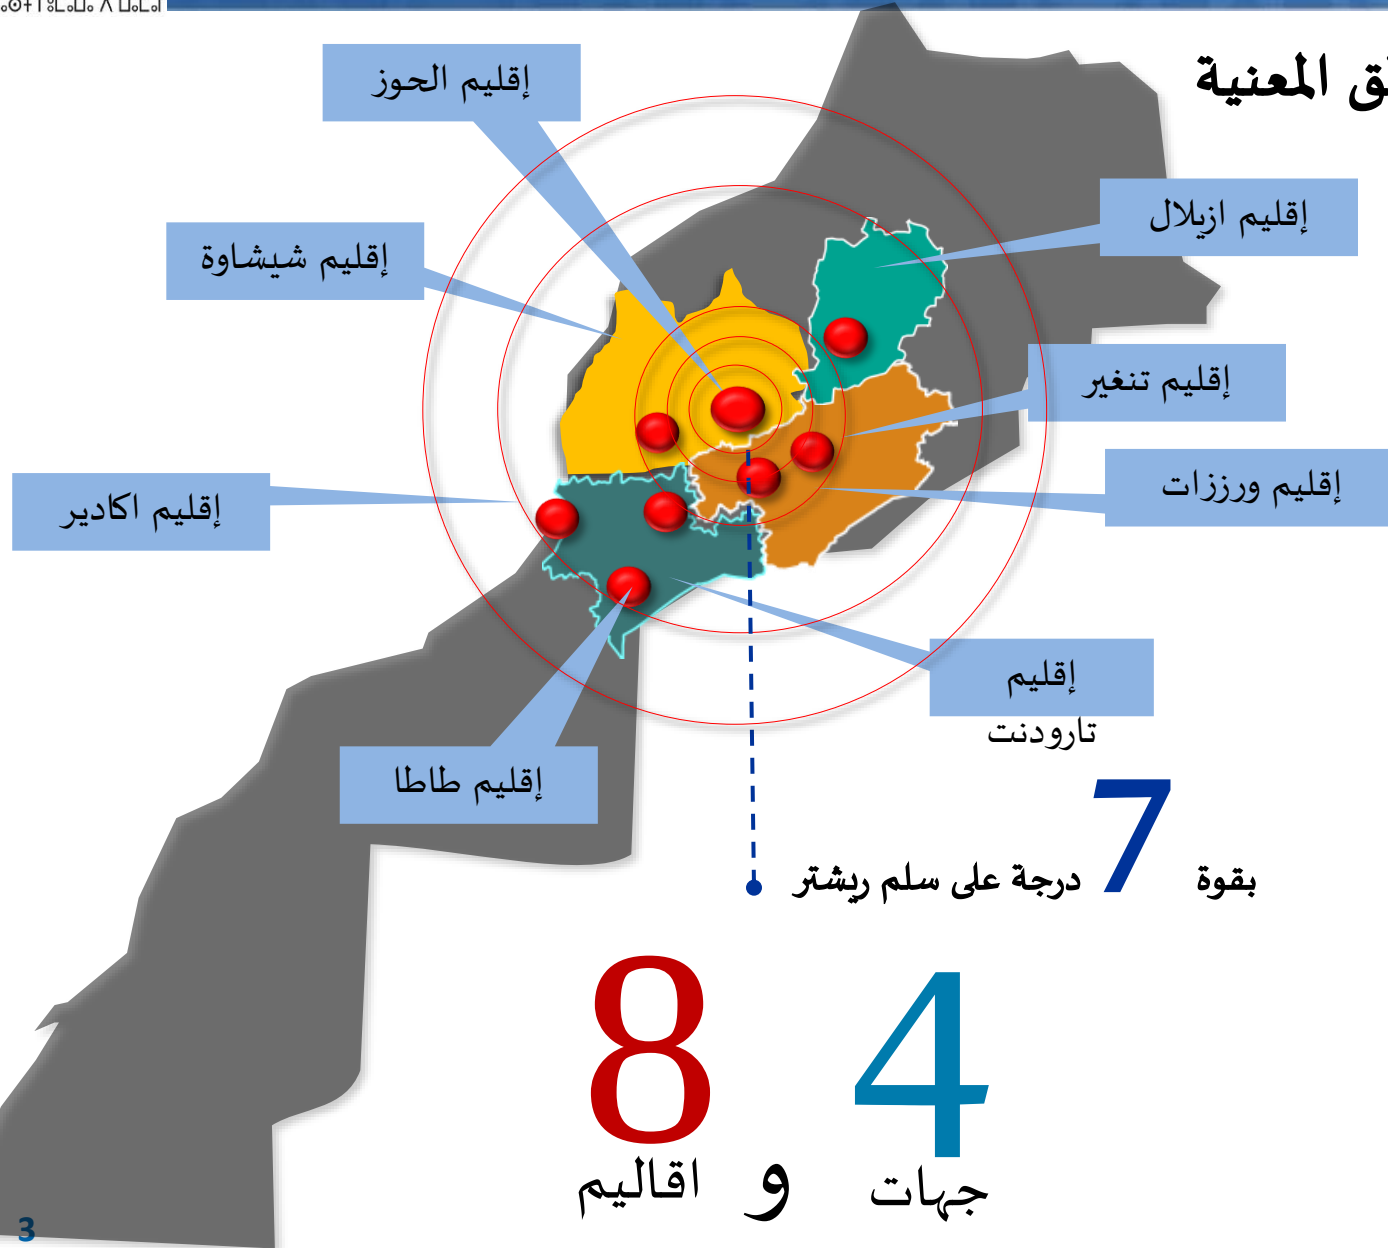 المعنية
إقليم الحوز
إقليم ازيلال
إقليم شيشاوة
إقليم تنغير
إقليم ورززات
إقليم اكادير
إقليم
تارودنت
إقليم طاطا
بقوة 7 درجة على سلم ريشتر
4 8
جهات و اقاليم
3